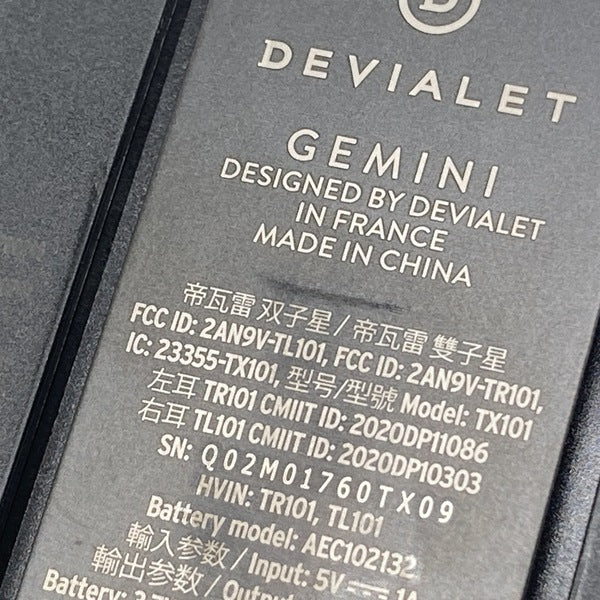 D
DEVIALET
GEMINI
DESIGNED BY DEVIALET
IN FRANCE
MADE IN CHINA
帝瓦雷 双子星 / 帝瓦雷 雙子星
FCC ID: 2AN9V-TL101, FCC ID: 2AN9V-TR101,
IC: 23355-TX101, 型号/型號 Model: TX101
左耳 TR101 CMIIT ID: 2020DP11086
右耳 TL101 CMIIT ID: 2020DP10303
SN: Q02M01760TX09
HVIN: TR101, TL101
Battery model: AEC102132
輸入参数 / Input: 5V⎓1A
輸出参数 / Output
Battery: